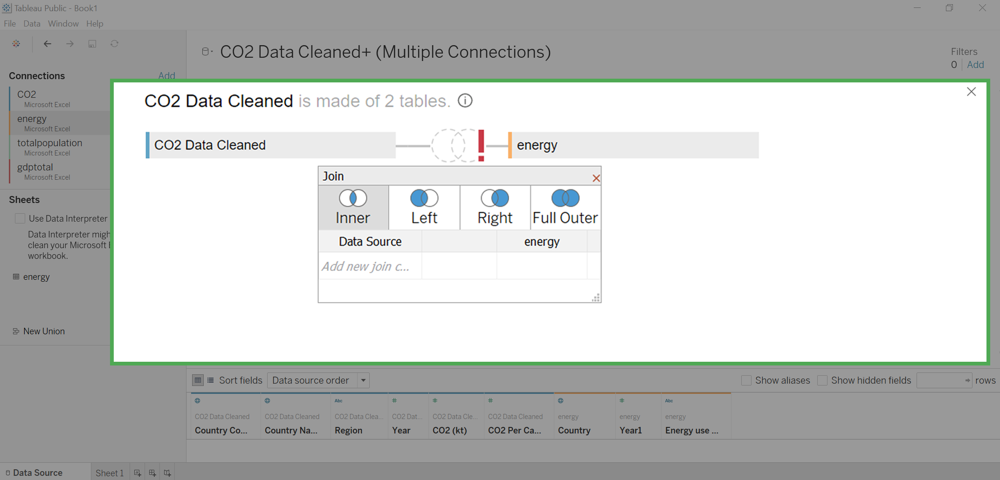 Tableau Public - Book1
File Data Window Help
CO2 Data Cleaned+ (Multiple Connections)
Filters
0 Add
Connections Add
CO2
Microsoft Excel
energy
Microsoft Excel
totalpopulation
Microsoft Excel
gdptotal
Microsoft Excel
Sheets
Use Data Interpreter
Data Interpreter migh
clean your Microsoft E
workbook.
energy
New Union
CO2 Data Cleaned is made of 2 tables.
CO2 Data Cleaned
energy
Join
Inner Left Right Full Outer
Data Source energy
Add new join c...
Sort fields Data source order Show aliases Show hidden fields rows
Abc Abc
CO2 Data Cleaned CO2 Data Cleaned CO2 Data Clea... CO2 Dat... CO2 Data Cle... CO2 Data Cleaned energy energy energy
Country Co... Country Na... Region Year CO2 (kt) CO2 Per Ca... Country Year1 Energy use ...
Data Source Sheet 1